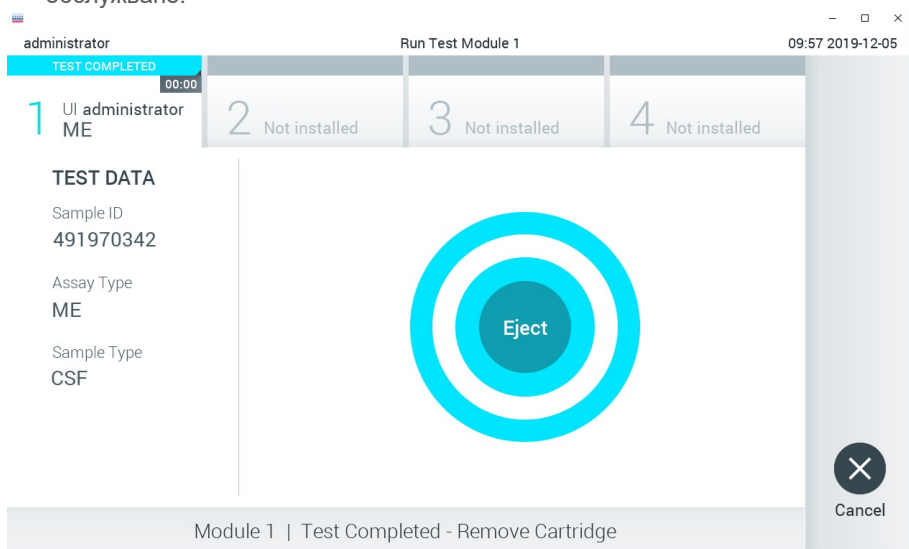 обслужване.
administrator Run Test Module 1 09:57 2019-12-05
TEST COMPLETED
00:00
1 UI administrator
ME
2 Not installed
3 Not installed
4 Not installed
TEST DATA
Sample ID
491970342
Assay Type
ME
Sample Type
CSF
Eject
Cancel
Module 1 | Test Completed - Remove Cartridge